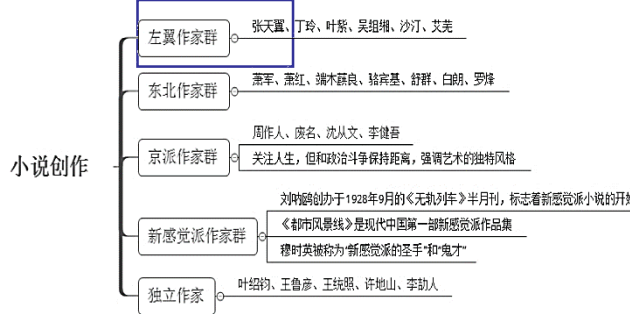 小说创作
左翼作家群
张天翼、丁玲、叶紫、吴组缃、沙汀、艾芜
东北作家群
萧军、萧红、端木蕻良、骆宾基、舒群、白朗、罗烽
京派作家群
周作人、废名、沈从文、李健吾
关注人生，但和政治斗争保持距离，强调艺术的独特风格
新感觉派作家群
刘呐鸥创办于1928年9月的《无轨列车》半月刊，标志着新感觉派小说的开始
《都市风景线》是现代中国第一部新感觉派作品集
穆时英被称为“新感觉派的圣手”和“鬼才”
独立作家
叶绍钧、王鲁彦、王统照、许地山、李劼人